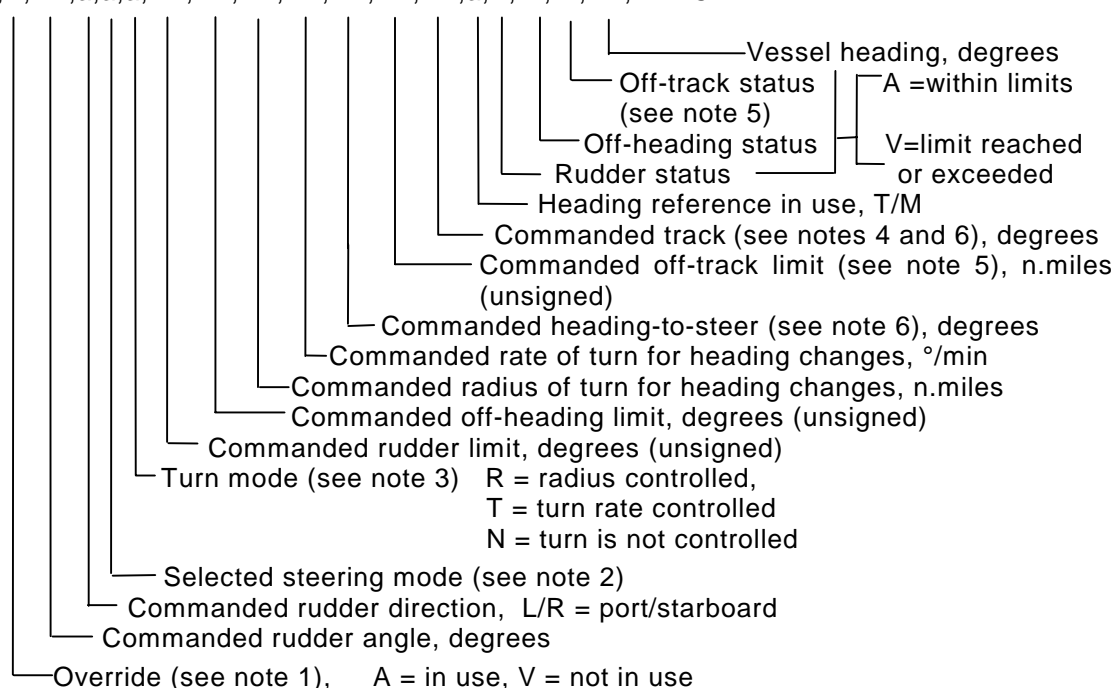 Vessel heading, degrees
Off-track status A =within limits
(see note 5)
Off-heading status V=limit reached
Rudder status or exceeded
Heading reference in use, T/M
Commanded track (see notes 4 and 6), degrees
Commanded off-track limit (see note 5), n.miles
(unsigned)
Commanded heading-to-steer (see note 6), degrees
Commanded rate of turn for heading changes, °/min
Commanded radius of turn for heading changes, n.miles
Commanded off-heading limit, degrees (unsigned)
Commanded rudder limit, degrees (unsigned)
Turn mode (see note 3) R = radius controlled,
T = turn rate controlled
N = turn is not controlled
Selected steering mode (see note 2)
Commanded rudder direction, L/R = port/starboard
Commanded rudder angle, degrees
Override (see note 1), A = in use, V = not in use